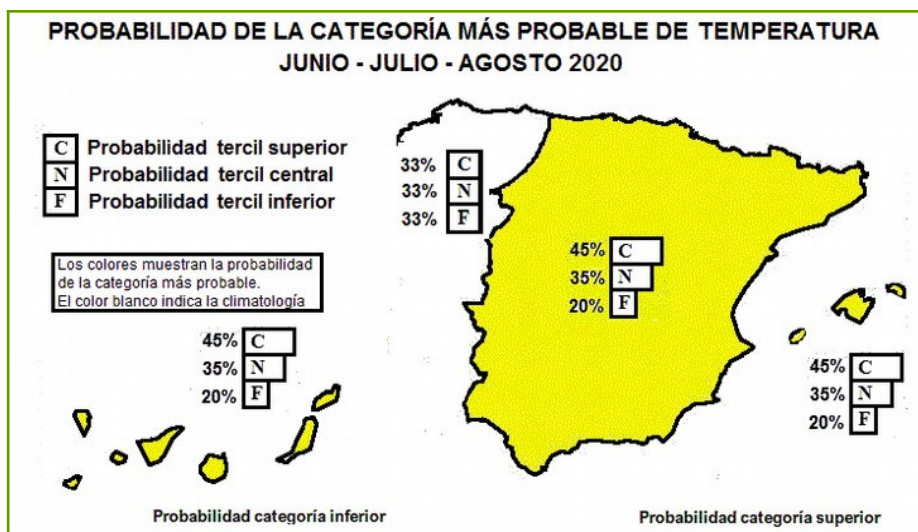 PROBABILIDAD DE LA CATEGORÍA MÁS PROBABLE DE TEMPERATURA
JUNIO - JULIO - AGOSTO 2020
C Probabilidad tercil superior
N Probabilidad tercil central
F Probabilidad tercil inferior
33% C
33% N
33% F
45% C
35% N
20% F
Los colores muestran la probabilidad
de la categoría más probable.
El color blanco indica la climatología
45% C
35% N
20% F
45% C
35% N
20% F
Probabilidad categoría inferior
Probabilidad categoría superior